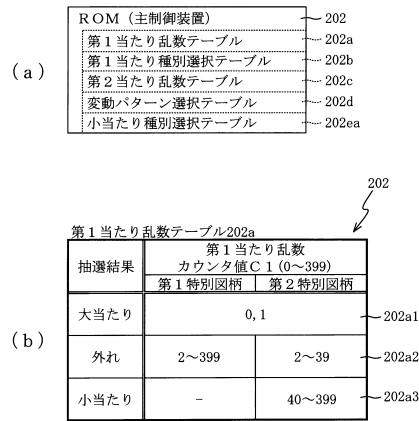 (a)
ROM (主制御装置)
202
第1当たり乱数テーブル
202a
第1当たり種別選択テーブル
202b
第2当たり乱数テーブル
202c
変動パターン選択テーブル
202d
小当たり種別選択テーブル
202ea
202
(b)
第1当たり乱数テーブル202a
抽選結果
第1当たり乱数
カウンタ値C1(0~399)
第1特別図柄
第2特別図柄
大当たり
0,1
202a1
外れ
2~399
2~39
202a2
小当たり
-
40~399
202a3